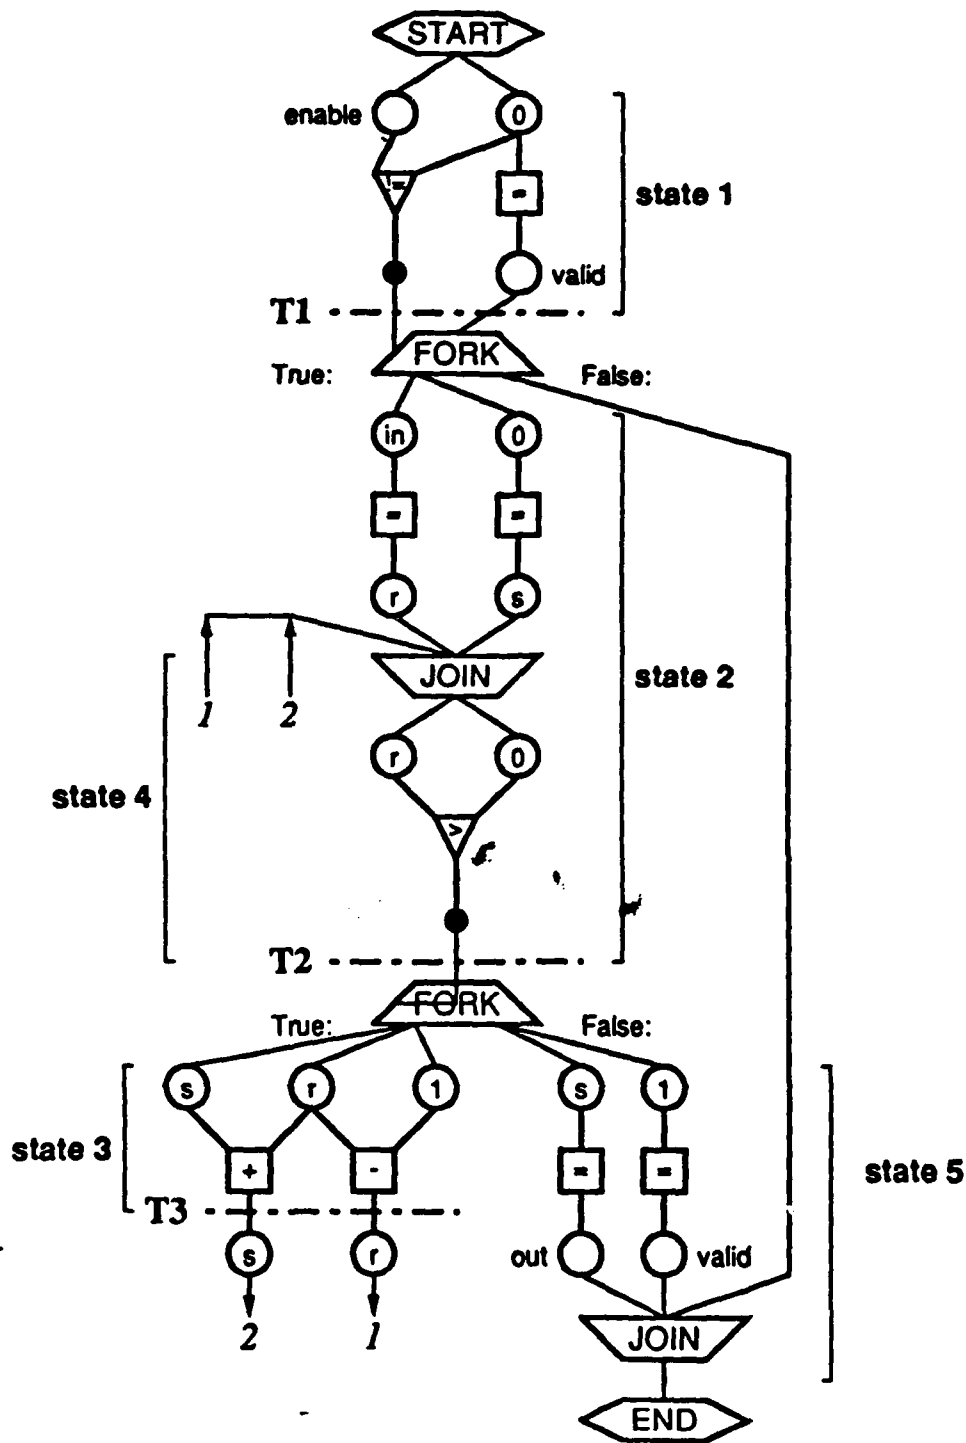 START
enable 0
!= =
state 1
valid
T1
FORK
True: False:
in 0
= =
r s
JOIN
state 2
1 2
r 0
state 4
>
T2
FORK
True: False:
s r 1 s 1
state 3 + - = = state 5
T3
s r out valid
2 1
JOIN
END